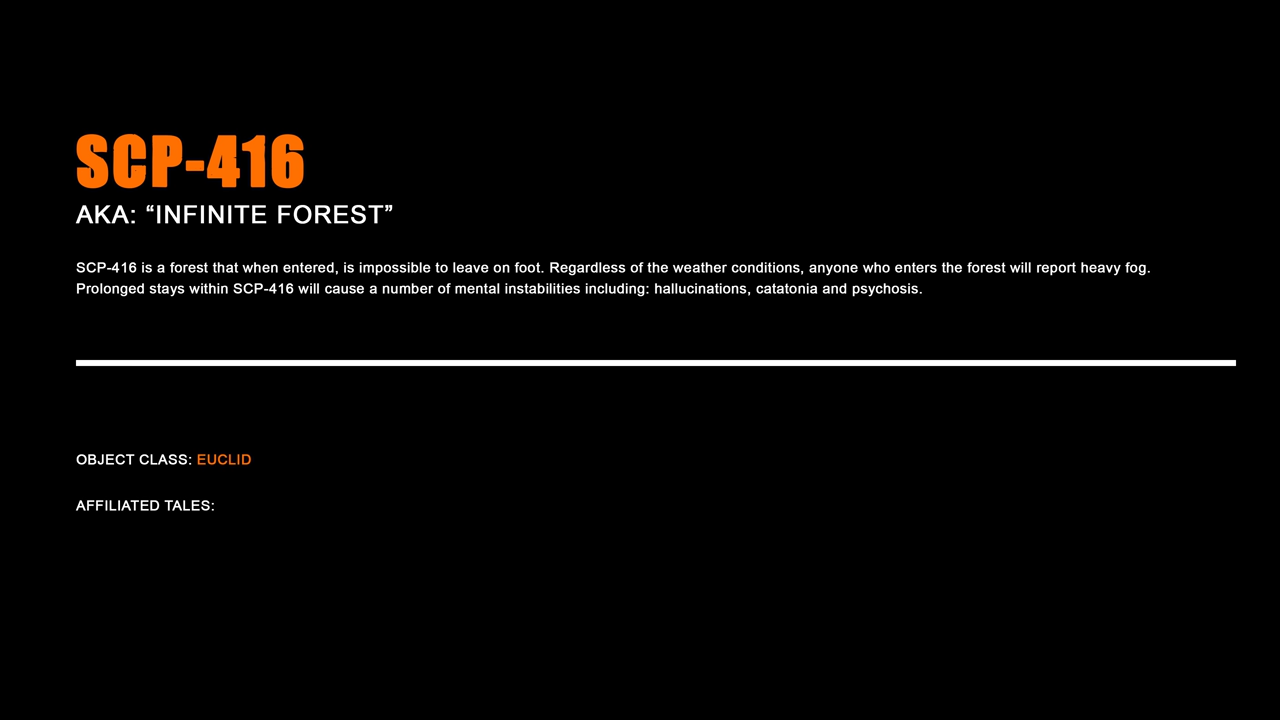 SCP-416
AKA: “INFINITE FOREST”
SCP-416 is a forest that when entered, is impossible to leave on foot. Regardless of the weather conditions, anyone who enters the forest will report heavy fog.
Prolonged stays within SCP-416 will cause a number of mental instabilities including: hallucinations, catatonia and psychosis.
OBJECT CLASS: EUCLID
AFFILIATED TALES: